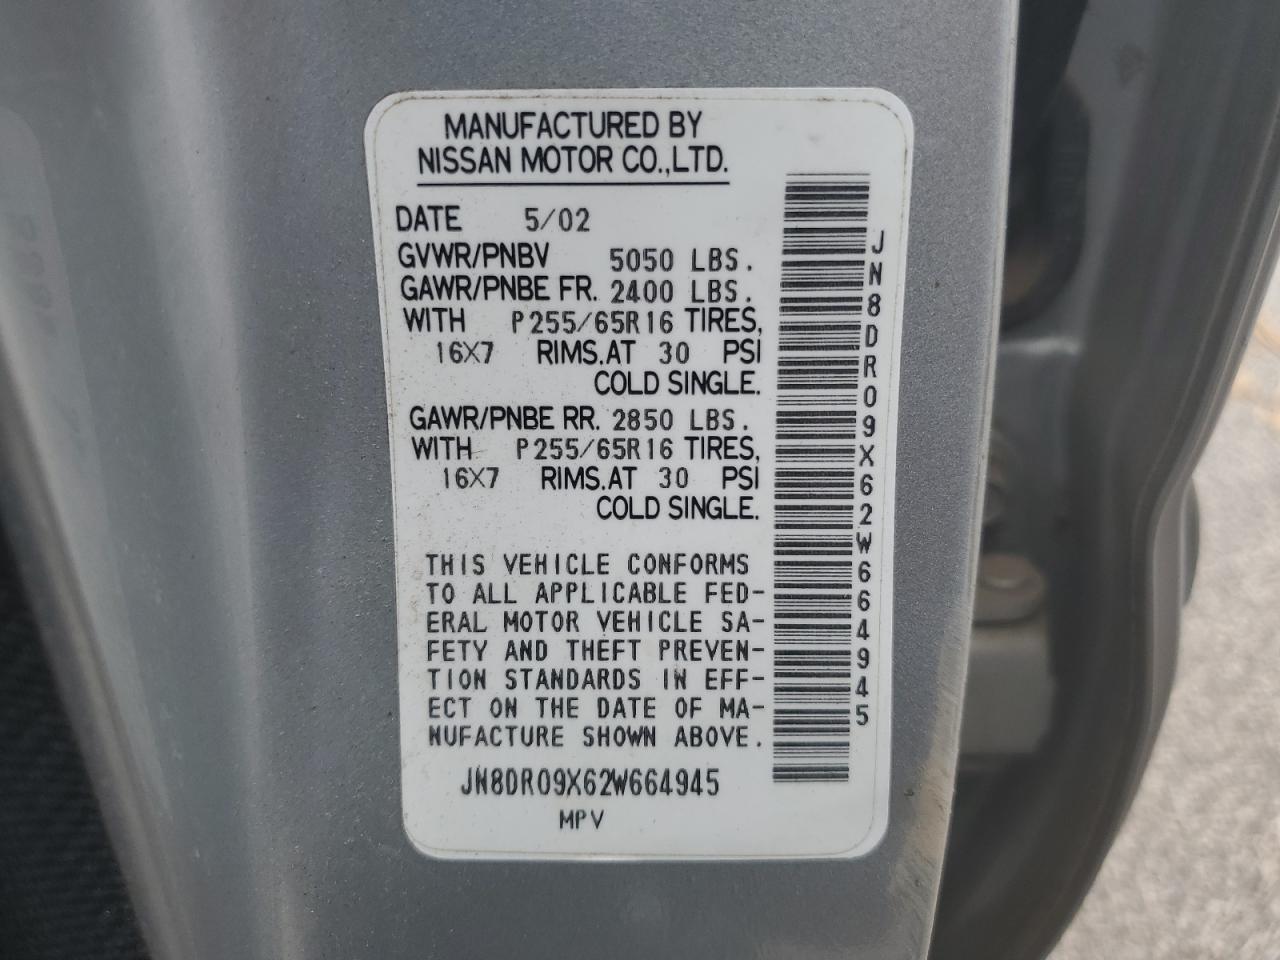 MANUFACTURED BY
NISSAN MOTOR CO.,LTD.
DATE 5/02
GVWR/PNBV 5050 LBS.
GAWR/PNBE FR. 2400 LBS.
WITH P255/65R16 TIRES,
16X7 RIMS.AT 30 PSI
COLD SINGLE.
GAWR/PNBE RR. 2850 LBS.
WITH P255/65R16 TIRES,
16X7 RIMS.AT 30 PSI
COLD SINGLE.
THIS VEHICLE CONFORMS
TO ALL APPLICABLE FED-
ERAL MOTOR VEHICLE SA-
FETY AND THEFT PREVEN-
TION STANDARDS IN EFF-
ECT ON THE DATE OF MA-
NUFACTURE SHOWN ABOVE.
JN8DR09X62W664945
MPV
JN8DR09X62W664945